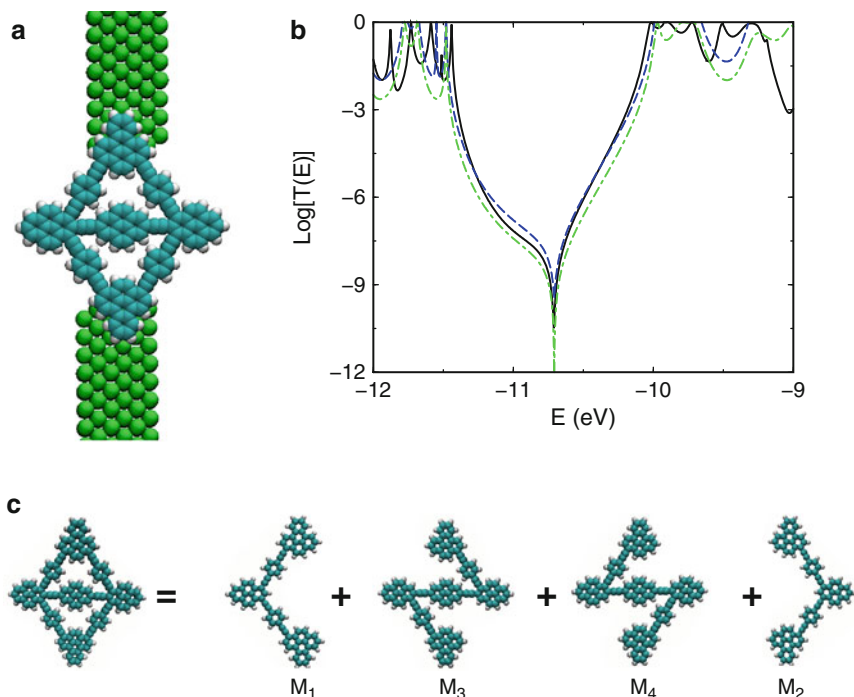 a
b
Log[T(E)]
0
−3
−6
−9
−12
−12 −11 −10 −9
E (eV)
c
= + + +
M₁ M₃ M₄ M₂